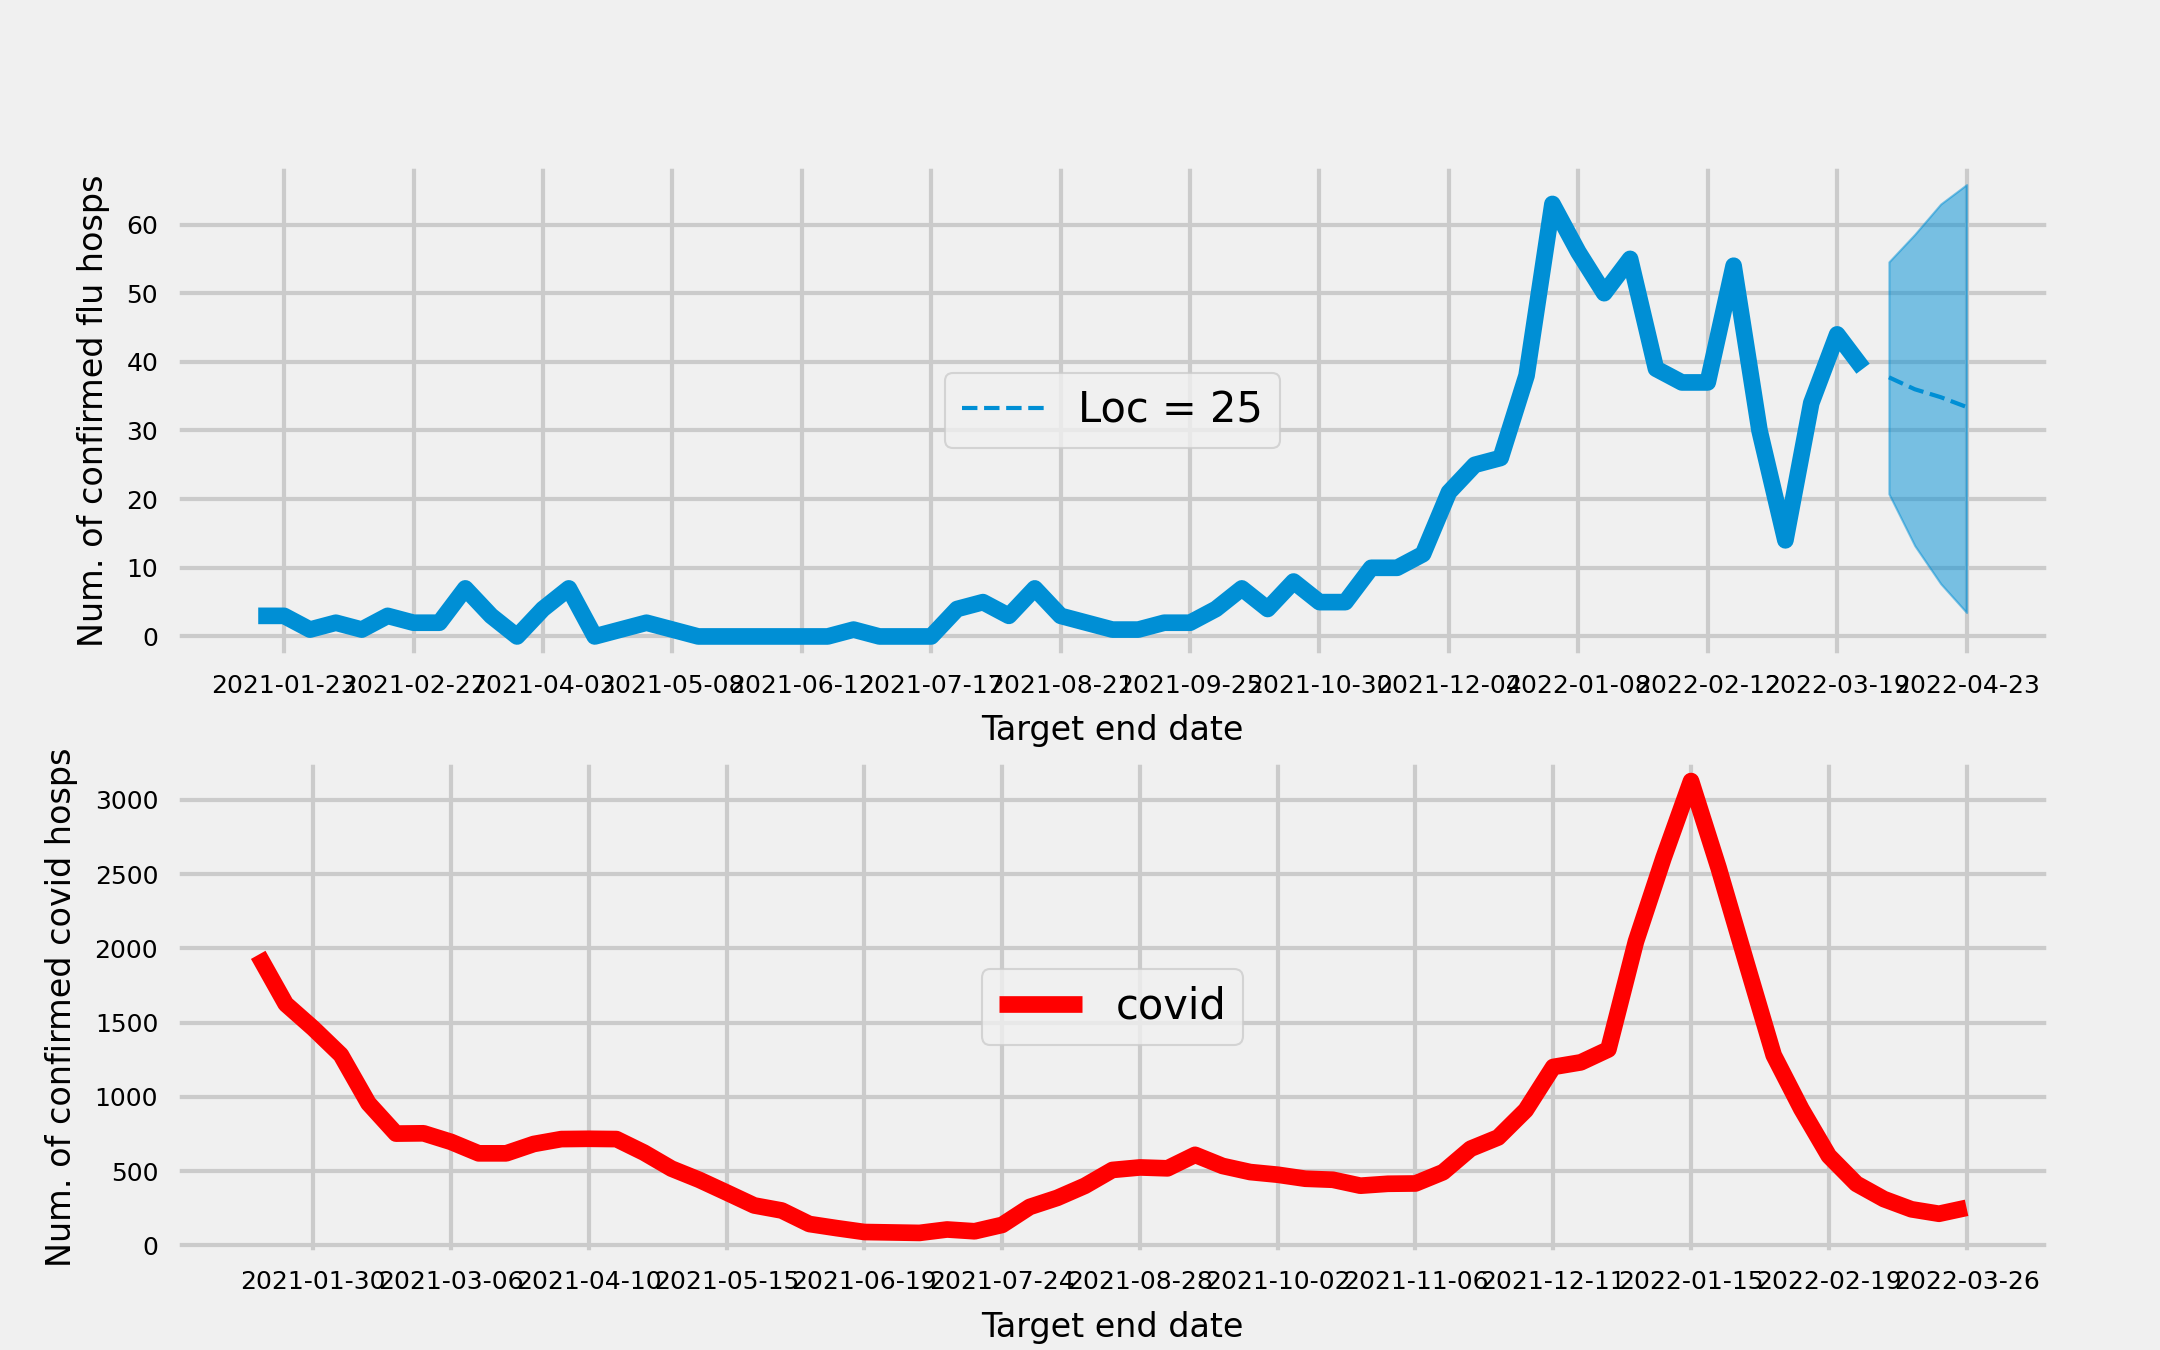 Num. of confirmed flu hosps
60
50
40
30
20
10
0
Loc = 25
2021-01-23 2021-02-27 2021-04-03 2021-05-08 2021-06-12 2021-07-17 2021-08-21 2021-09-25 2021-10-30 2021-12-04 2022-01-08 2022-02-12 2022-03-19 2022-04-23
Target end date
Num. of confirmed covid hosps
3000
2500
2000
1500
1000
500
0
covid
2021-01-30 2021-03-06 2021-04-10 2021-05-15 2021-06-19 2021-07-24 2021-08-28 2021-10-02 2021-11-06 2021-12-11 2022-01-15 2022-02-19 2022-03-26
Target end date